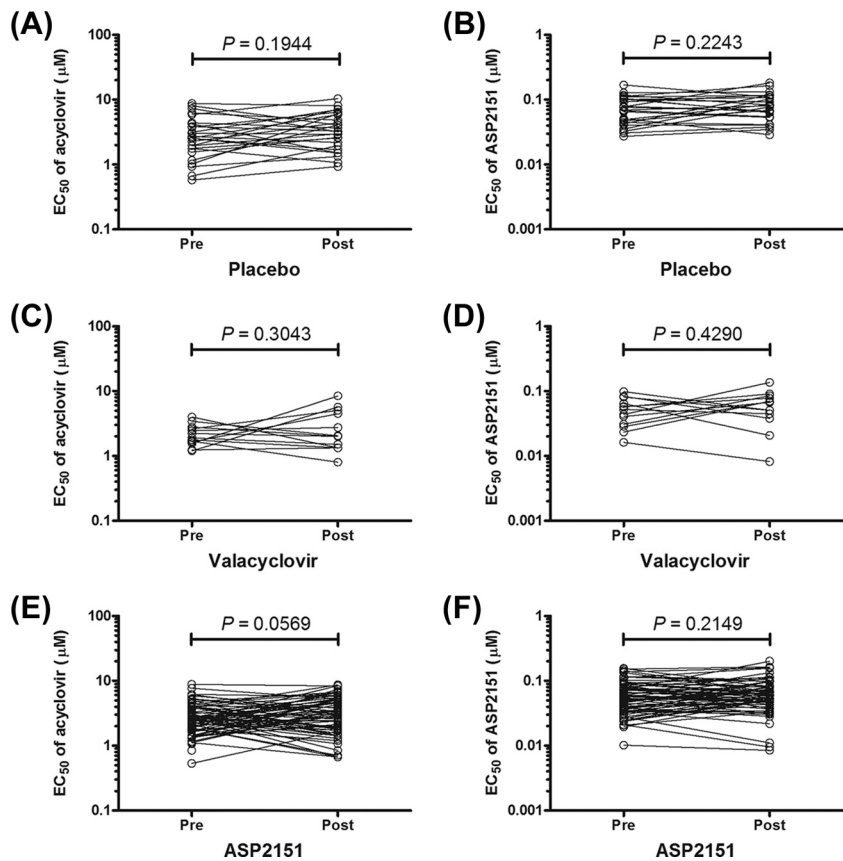 (A)
EC50 of acyclovir (μM)
100
10
1
0.1
P = 0.1944
Pre
Post
Placebo
(B)
EC50 of ASP2151 (μM)
1
0.1
0.01
0.001
P = 0.2243
Pre
Post
Placebo
(C)
EC50 of acyclovir (μM)
100
10
1
0.1
P = 0.3043
Pre
Post
Valacyclovir
(D)
EC50 of ASP2151 (μM)
1
0.1
0.01
0.001
P = 0.4290
Pre
Post
Valacyclovir
(E)
EC50 of acyclovir (μM)
100
10
1
0.1
P = 0.0569
Pre
Post
ASP2151
(F)
EC50 of ASP2151 (μM)
1
0.1
0.01
0.001
P = 0.2149
Pre
Post
ASP2151